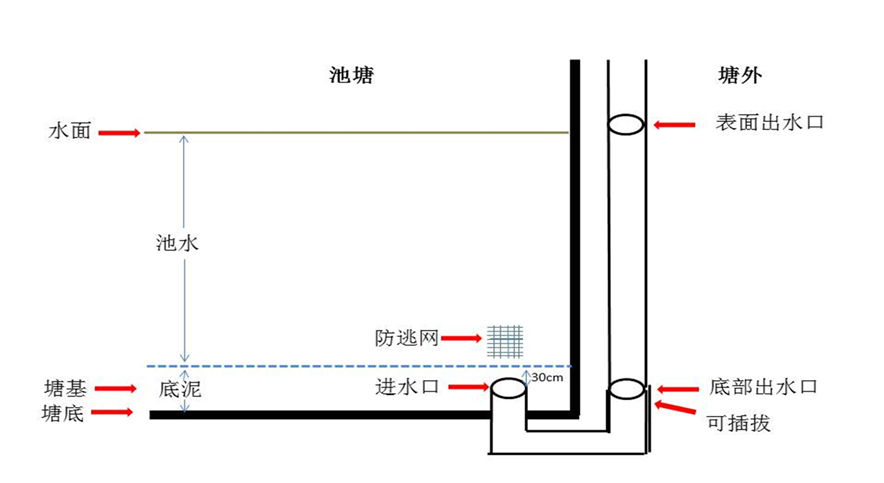 池塘
塘外
水面
表面出水口
池水
防逃网
30cm
塘基
底泥
进水口
底部出水口
塘底
可插拔